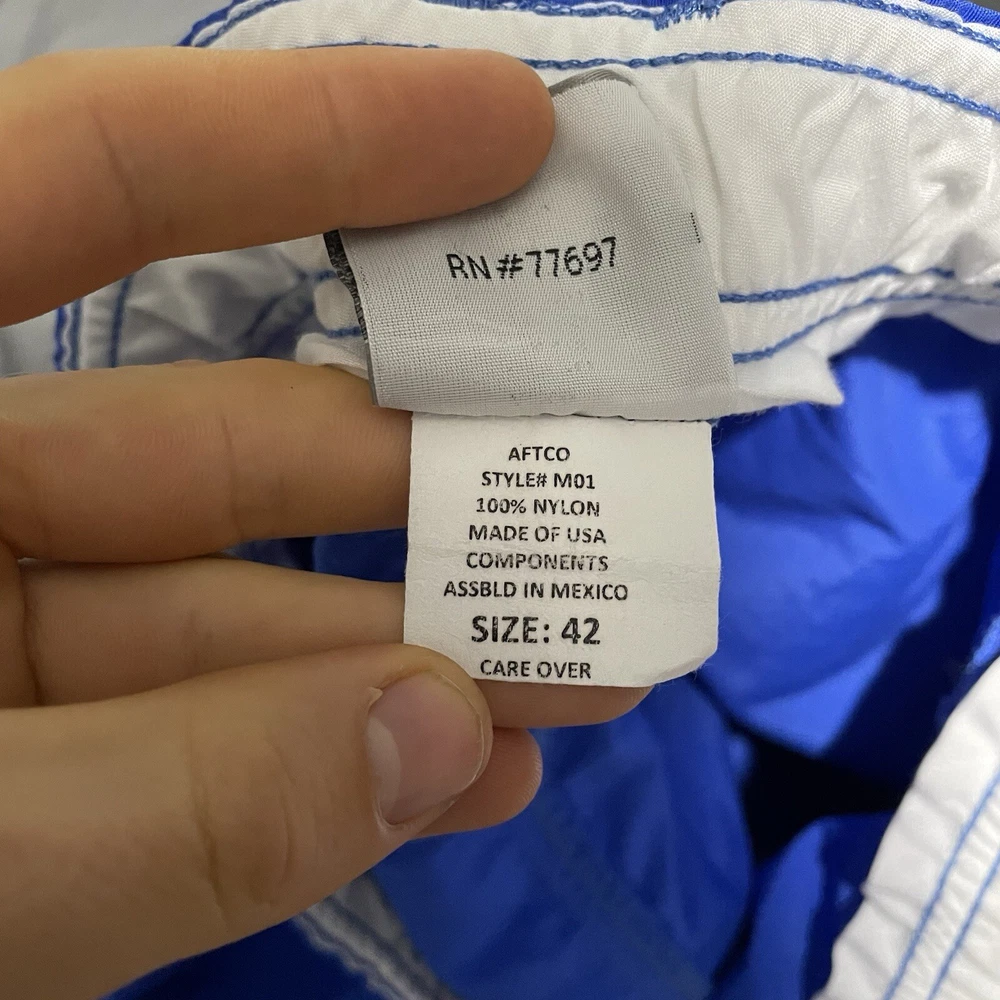 RN #77697
AFTCO
STYLE# M01
100% NYLON
MADE OF USA
COMPONENTS
ASSBLD IN MEXICO
SIZE: 42
CARE OVER